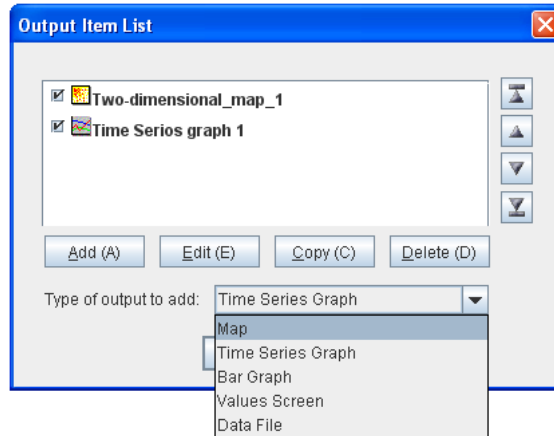 Output Item List
Two-dimensional_map_1
Time Serios graph 1
Add (A) Edit (E) Copy (C) Delete (D)
Type of output to add: Time Series Graph
Map
Time Series Graph
Bar Graph
Values Screen
Data File